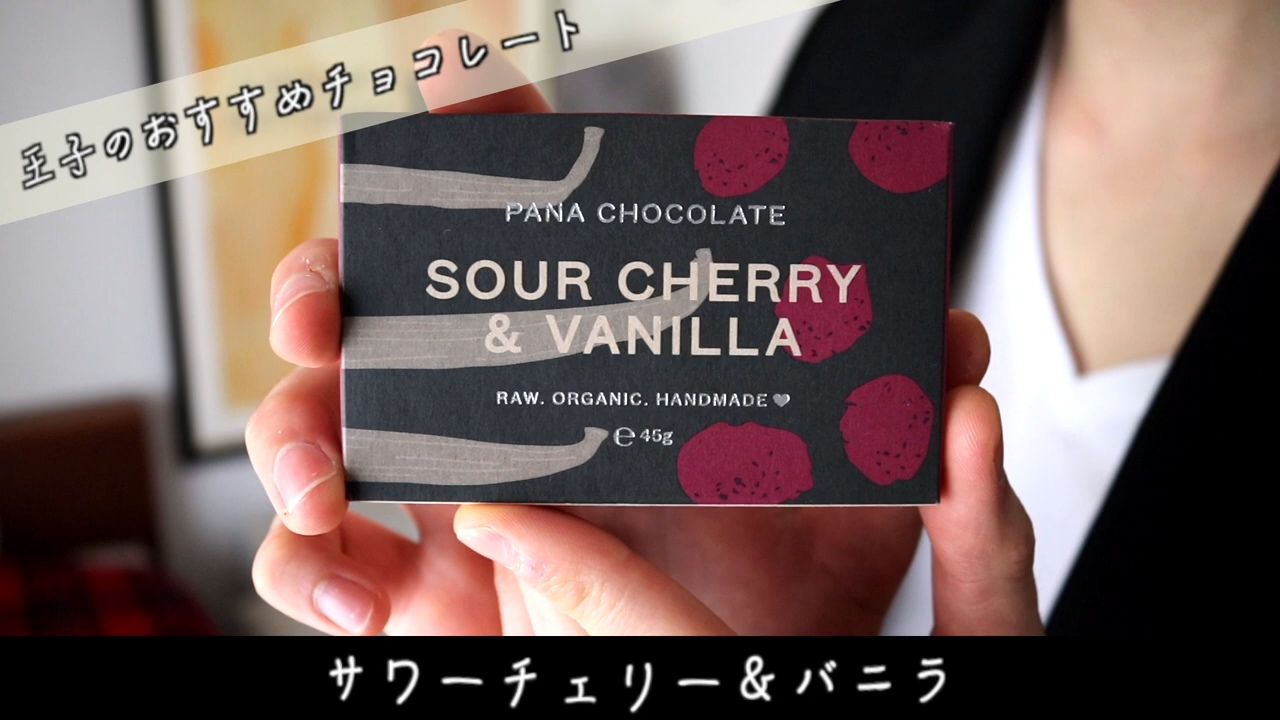 王子のおすすめチョコレート
PANA CHOCOLATE
SOUR CHERRY
& VANILLA
RAW. ORGANIC. HANDMADE♥
℮ 45g
サワーチェリー&バニラ